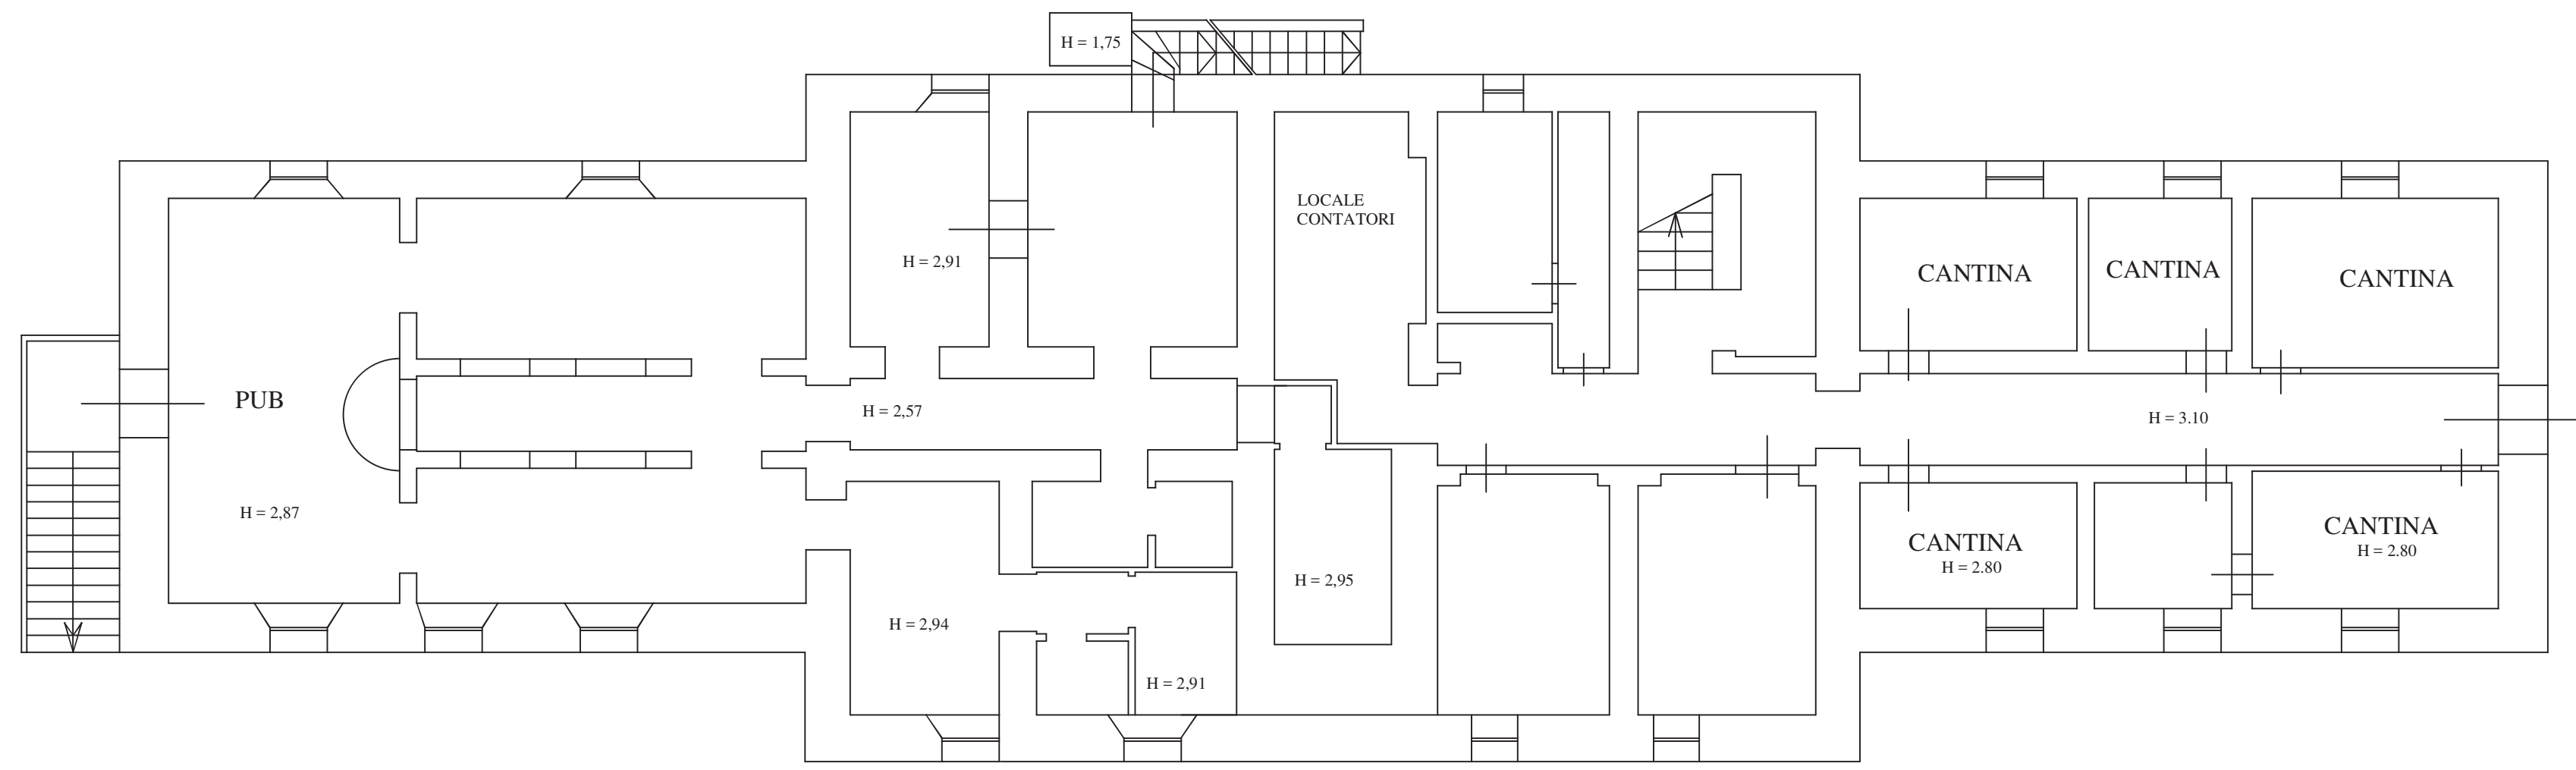 H = 1,75
LOCALE
CONTATORI
H = 2,91
CANTINA
CANTINA
CANTINA
PUB
H = 2,57
H = 3.10
H = 2,87
CANTINA
H = 2.80
CANTINA
H = 2.80
H = 2,95
H = 2,94
H = 2,91